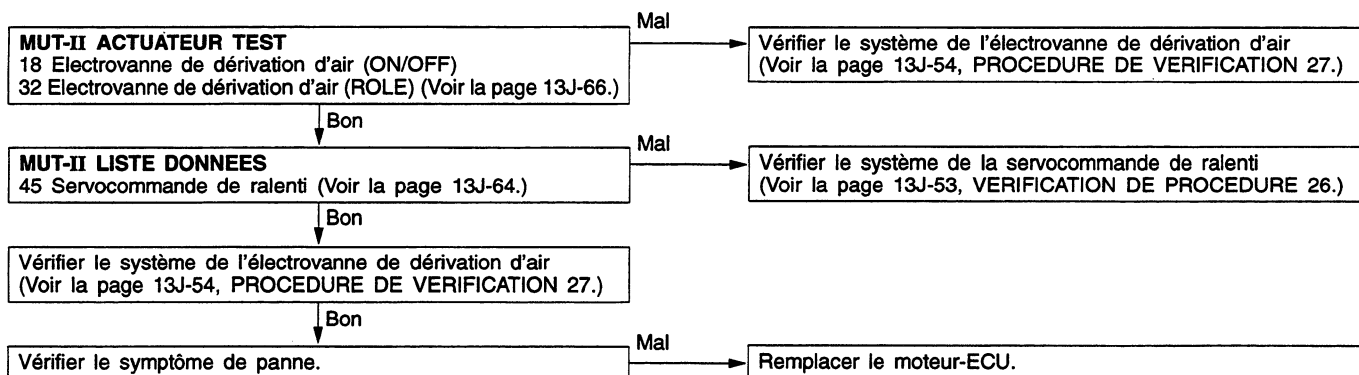 MUT-II ACTUATEUR TEST
18 Electrovanne de dérivation d'air (ON/OFF)
32 Electrovanne de dérivation d'air (ROLE) (Voir la page 13J-66.)
Mal
Vérifier le système de l'électrovanne de dérivation d'air
(Voir la page 13J-54, PROCEDURE DE VERIFICATION 27.)
Bon
MUT-II LISTE DONNEES
45 Servocommande de ralenti (Voir la page 13J-64.)
Mal
Vérifier le système de la servocommande de ralenti
(Voir la page 13J-53, VERIFICATION DE PROCEDURE 26.)
Bon
Vérifier le système de l'électrovanne de dérivation d'air
(Voir la page 13J-54, PROCEDURE DE VERIFICATION 27.)
Bon
Vérifier le symptôme de panne.
Mal
Remplacer le moteur-ECU.